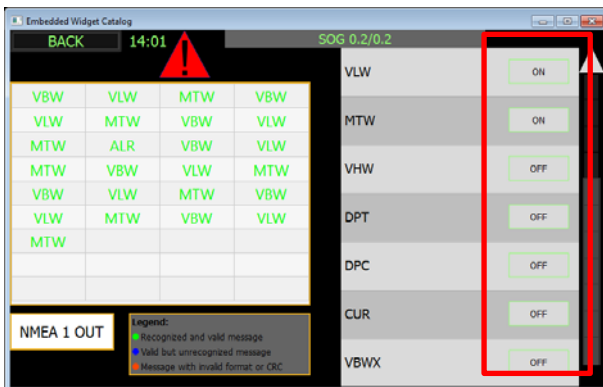 Embedded Widget Catalog
BACK 14:01 SOG 0.2/0.2
VBW VLW MTW VBW
VLW MTW VBW VLW
MTW ALR VBW VLW
MTW VBW VLW MTW
VBW VLW MTW VBW
VLW MTW VBW VLW
MTW
NMEA 1 OUT
Legend:
Recognized and valid message
Valid but unrecognized message
Message with invalid format or CRC
VLW ON
MTW ON
VHW OFF
DPT OFF
DPC OFF
CUR OFF
VBWX OFF